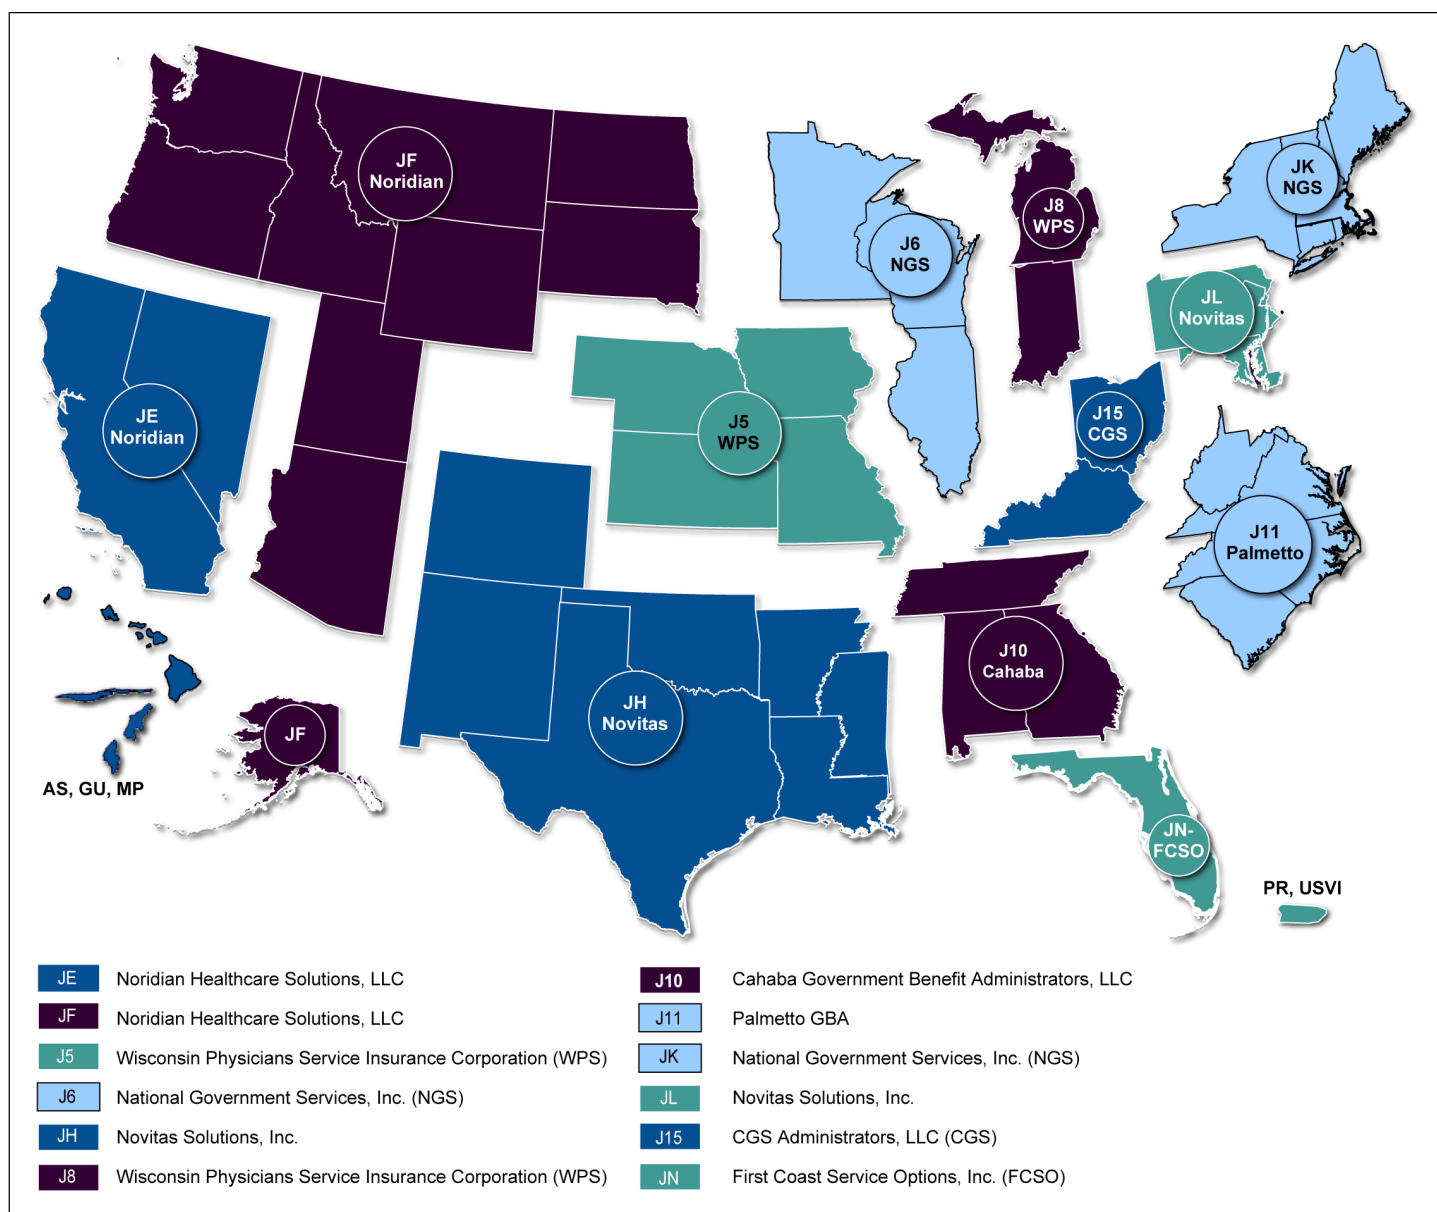 JF
Noridian
J8
WPS
JK
NGS
J6
NGS
JL
Novitas
JE
Noridian
J5
WPS
J15
CGS
J11
Palmetto
J10
Cahaba
JH
Novitas
JF
AS, GU, MP
JN-
FCSO
PR, USVI
JE Noridian Healthcare Solutions, LLC
JF Noridian Healthcare Solutions, LLC
J5 Wisconsin Physicians Service Insurance Corporation (WPS)
J6 National Government Services, Inc. (NGS)
JH Novitas Solutions, Inc.
J8 Wisconsin Physicians Service Insurance Corporation (WPS)
J10 Cahaba Government Benefit Administrators, LLC
J11 Palmetto GBA
JK National Government Services, Inc. (NGS)
JL Novitas Solutions, Inc.
J15 CGS Administrators, LLC (CGS)
JN First Coast Service Options, Inc. (FCSO)